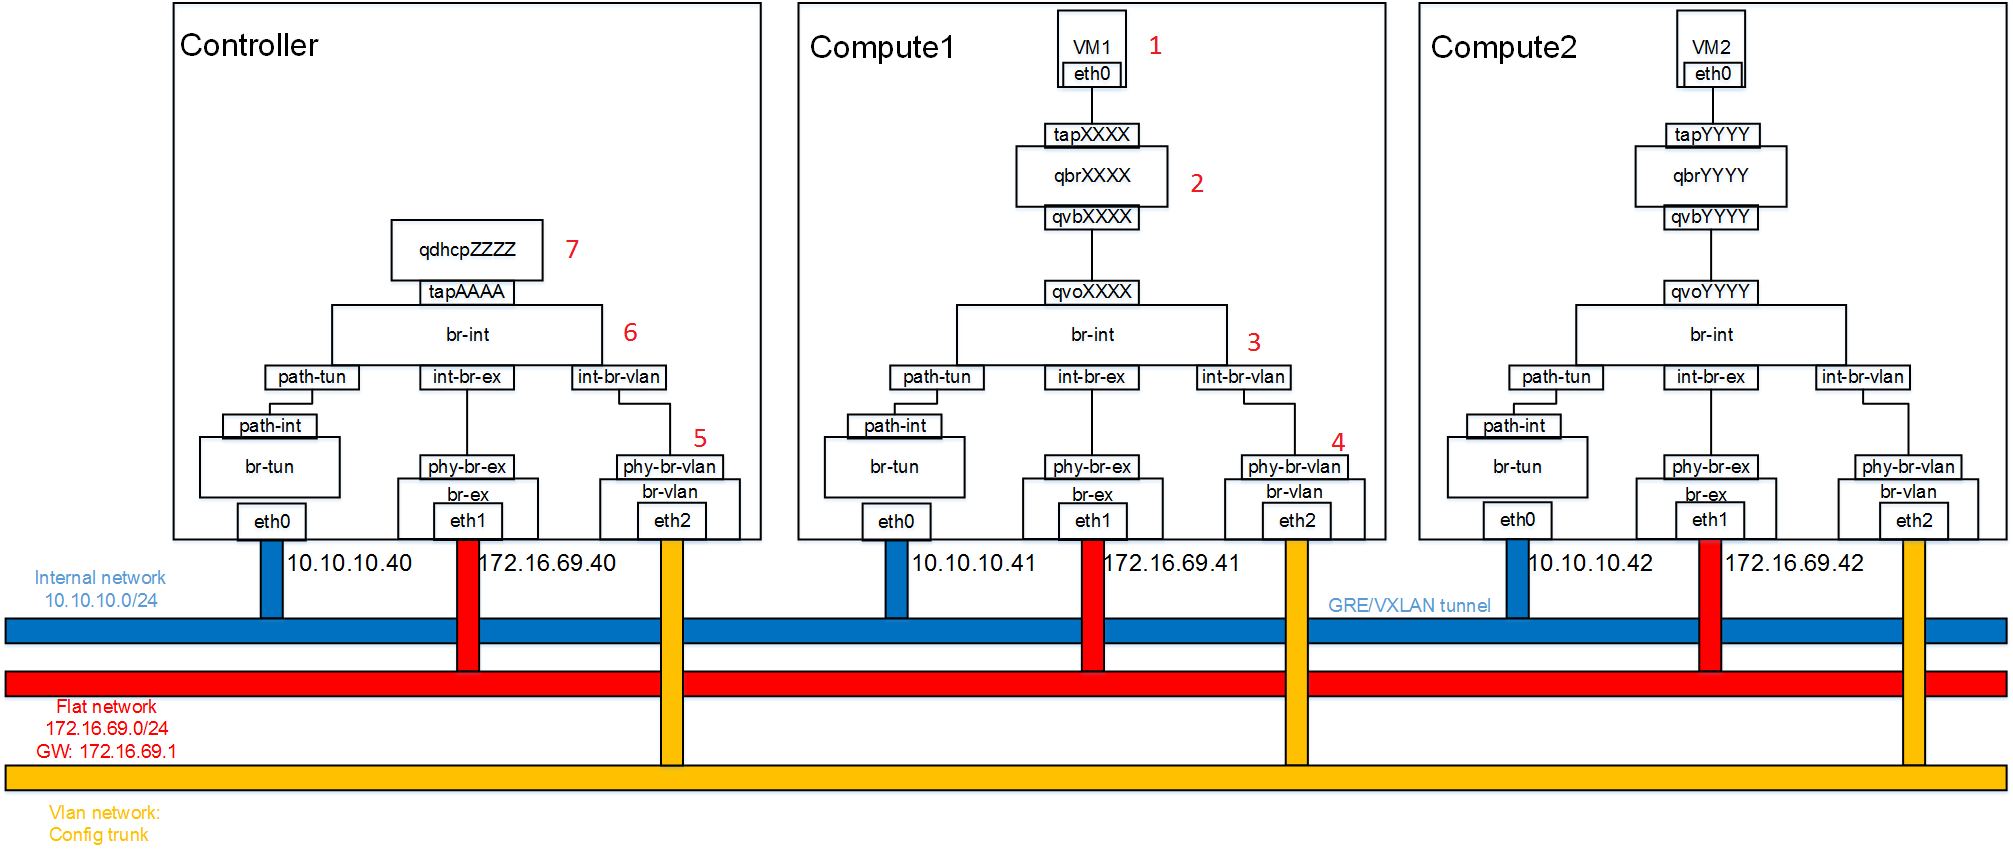 Controller
qdhcpZZZZ
7
tapAAAA
br-int
6
path-tun
int-br-ex
int-br-vlan
path-int
br-tun
5
phy-br-ex
br-ex
phy-br-vlan
br-vlan
eth0
eth1
eth2
10.10.10.40
172.16.69.40
Compute1
VM1
eth0
1
tapXXXX
qbrXXXX
2
qvbXXXX
qvoXXXX
br-int
3
path-tun
int-br-ex
int-br-vlan
path-int
br-tun
4
phy-br-ex
br-ex
phy-br-vlan
br-vlan
eth0
eth1
eth2
10.10.10.41
172.16.69.41
Compute2
VM2
eth0
tapYYYY
qbrYYYY
qvbYYYY
qvoYYYY
br-int
path-tun
int-br-ex
int-br-vlan
path-int
br-tun
phy-br-ex
br-ex
phy-br-vlan
br-vlan
eth0
eth1
eth2
10.10.10.42
172.16.69.42
Internal network
10.10.10.0/24
GRE/VXLAN tunnel
Flat network
172.16.69.0/24
GW: 172.16.69.1
Vlan network:
Config trunk